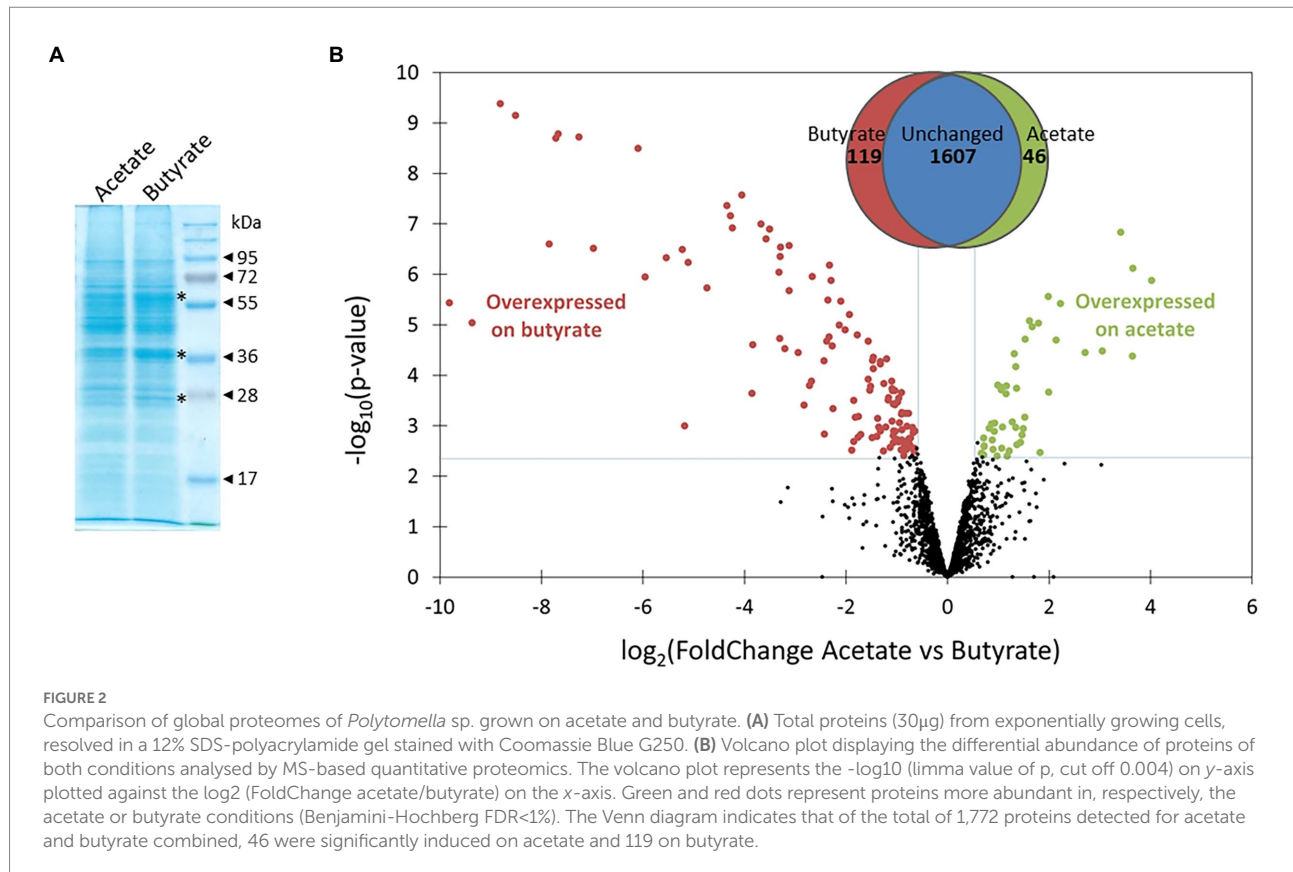 A
Acetate
Butyrate
kDa
95
72
*
55
*
36
28
*
17
B
10
9
8
7
6
5
4
3
2
1
0
-log10(p-value)
Butyrate
119
Unchanged
1607
Acetate
46
Overexpressed
on butyrate
Overexpressed
on acetate
-10 -8 -6 -4 -2 0 2 4 6
log2(FoldChange Acetate vs Butyrate)
FIGURE 2
Comparison of global proteomes of Polytomella sp. grown on acetate and butyrate. (A) Total proteins (30μg) from exponentially growing cells,
resolved in a 12% SDS-polyacrylamide gel stained with Coomassie Blue G250. (B) Volcano plot displaying the differential abundance of proteins of
both conditions analysed by MS-based quantitative proteomics. The volcano plot represents the -log10 (limma value of p, cut off 0.004) on y-axis
plotted against the log2 (FoldChange acetate/butyrate) on the x-axis. Green and red dots represent proteins more abundant in, respectively, the
acetate or butyrate conditions (Benjamini-Hochberg FDR<1%). The Venn diagram indicates that of the total of 1,772 proteins detected for acetate
and butyrate combined, 46 were significantly induced on acetate and 119 on butyrate.